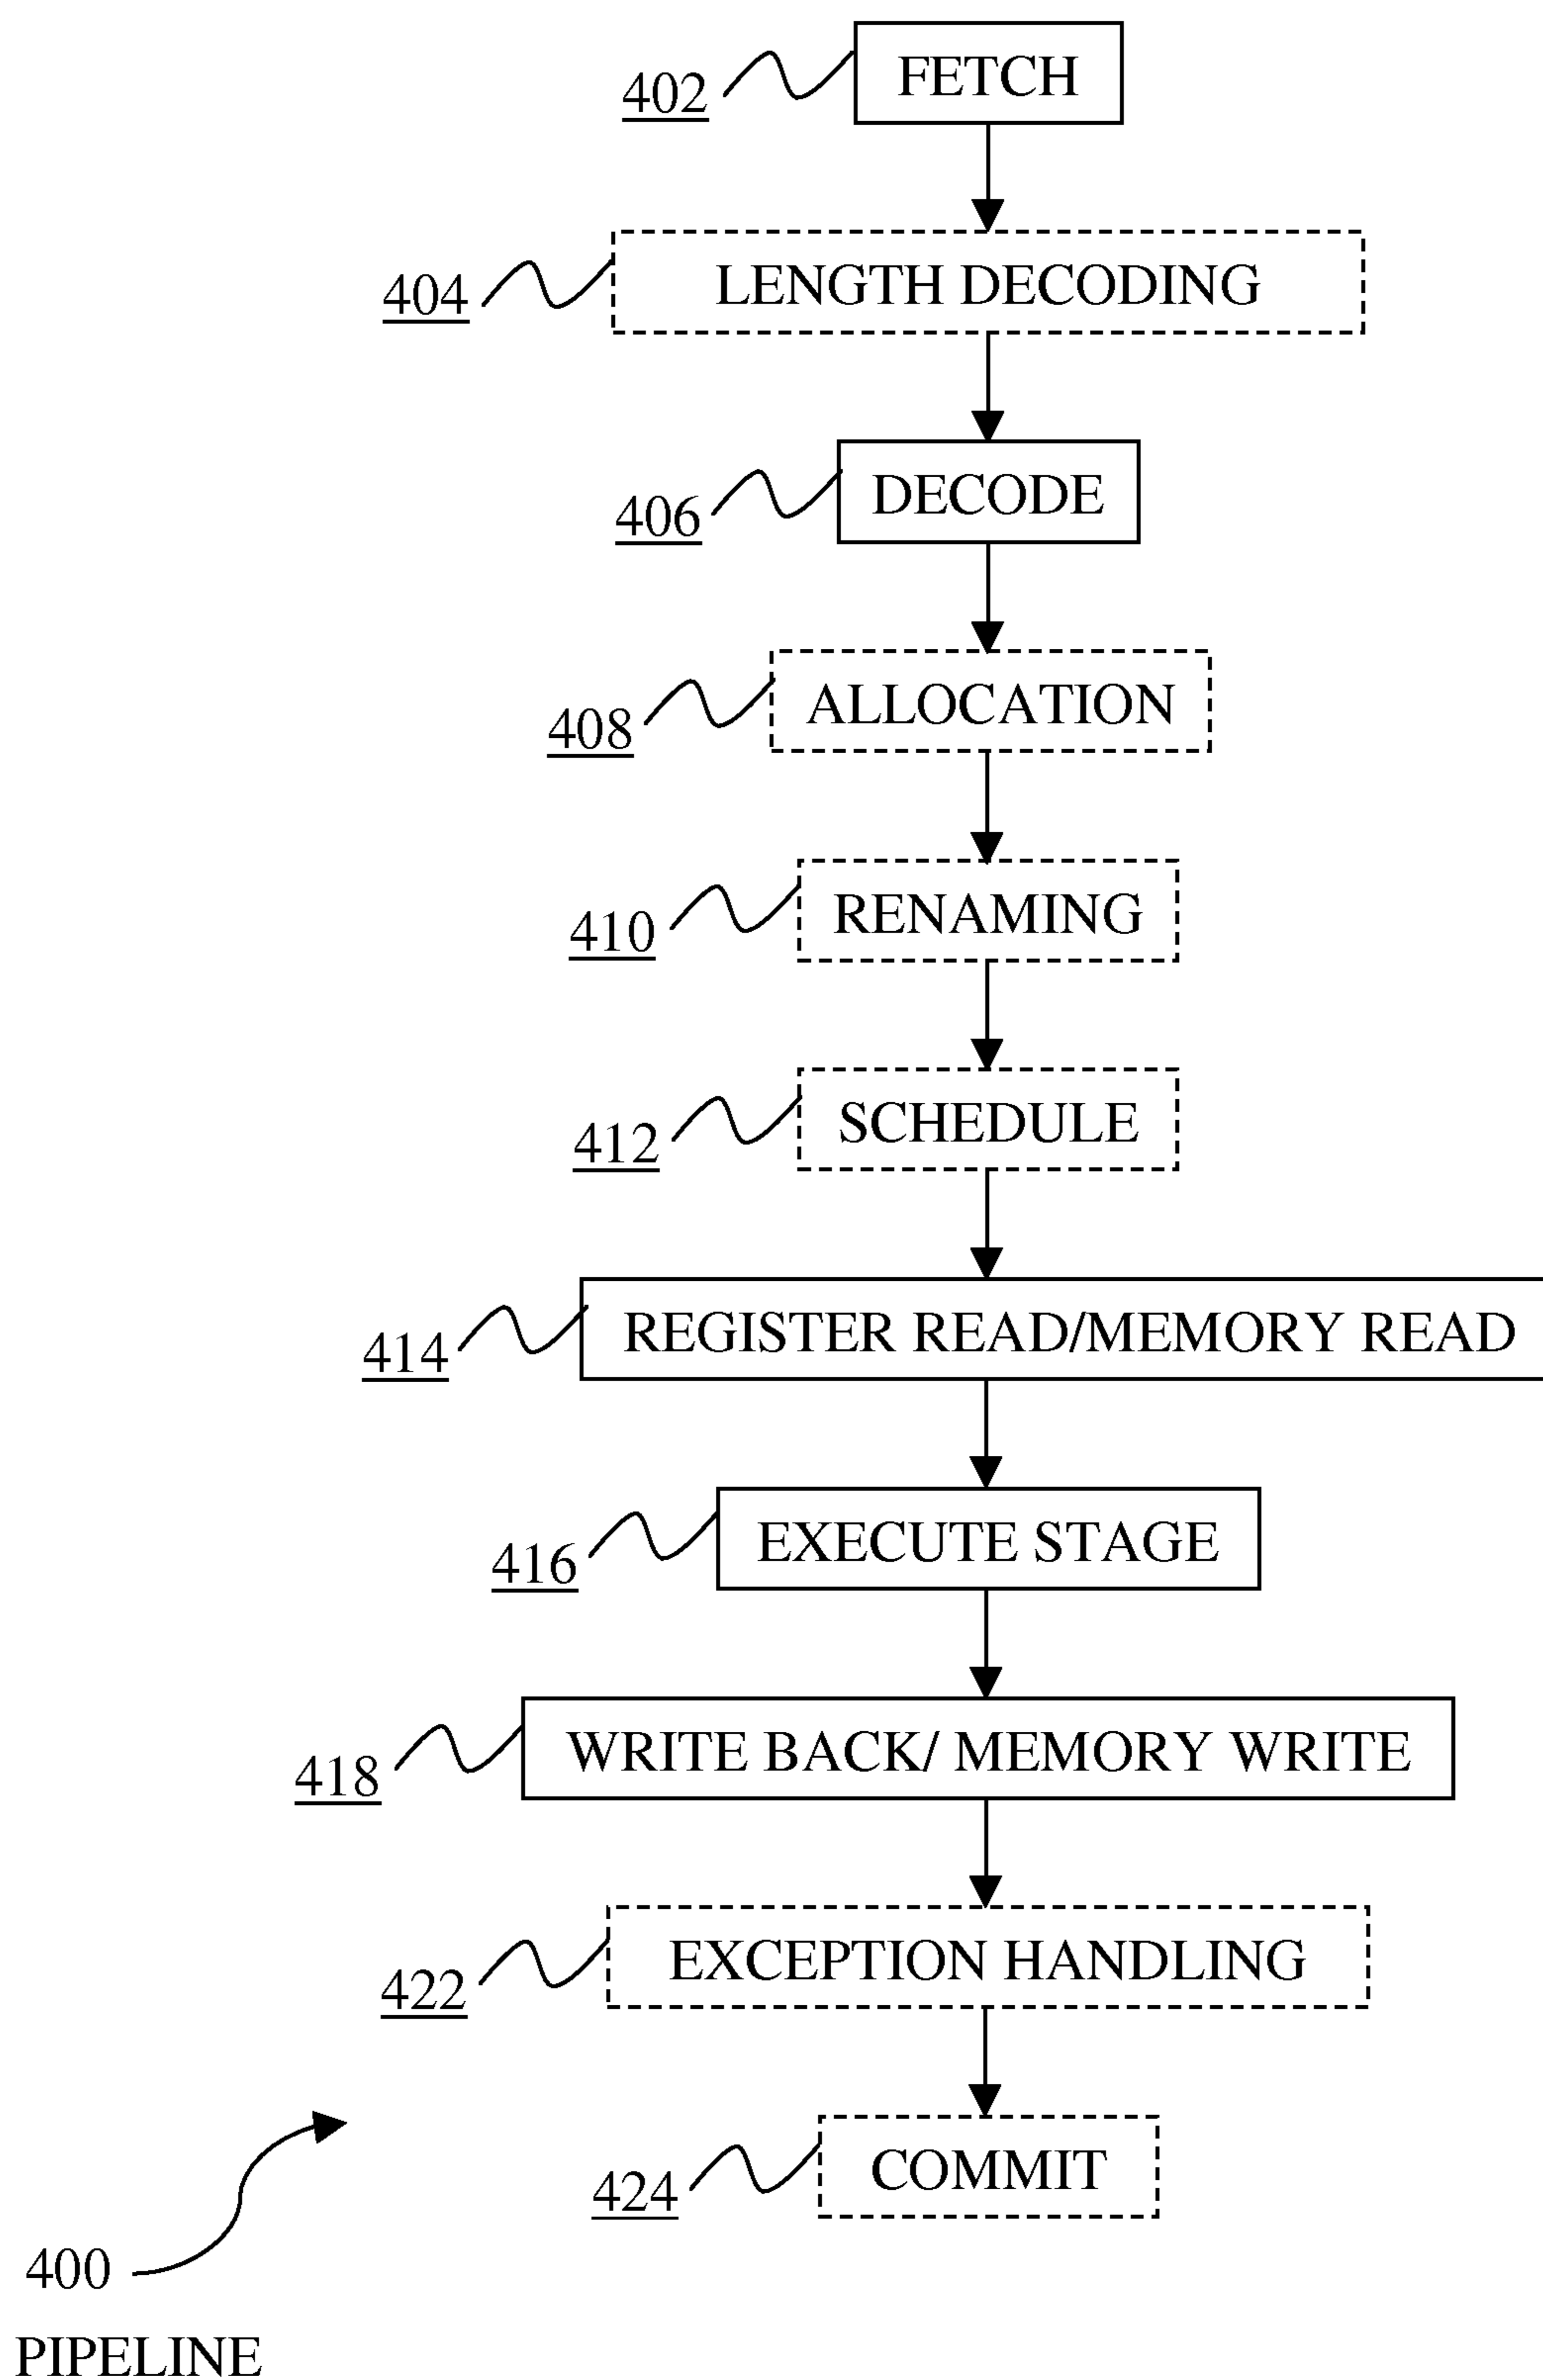 402 FETCH
404 LENGTH DECODING
406 DECODE
408 ALLOCATION
410 RENAMING
412 SCHEDULE
414 REGISTER READ/MEMORY READ
416 EXECUTE STAGE
418 WRITE BACK/ MEMORY WRITE
422 EXCEPTION HANDLING
424 COMMIT
400
PIPELINE